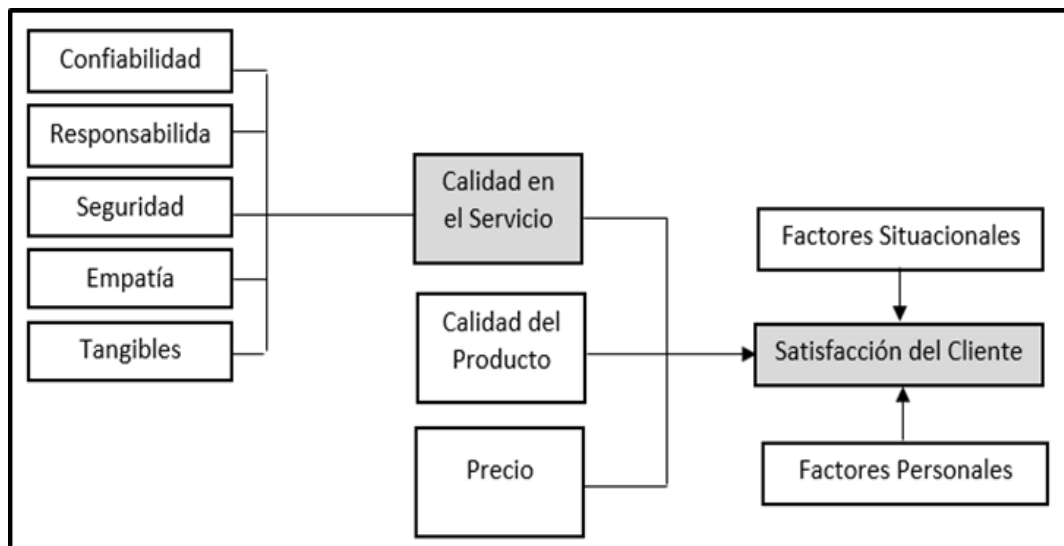 Confiabilidad
Responsabilida
Seguridad
Empatía
Tangibles
Calidad en
el Servicio
Calidad del
Producto
Precio
Factores Situacionales
Satisfacción del Cliente
Factores Personales